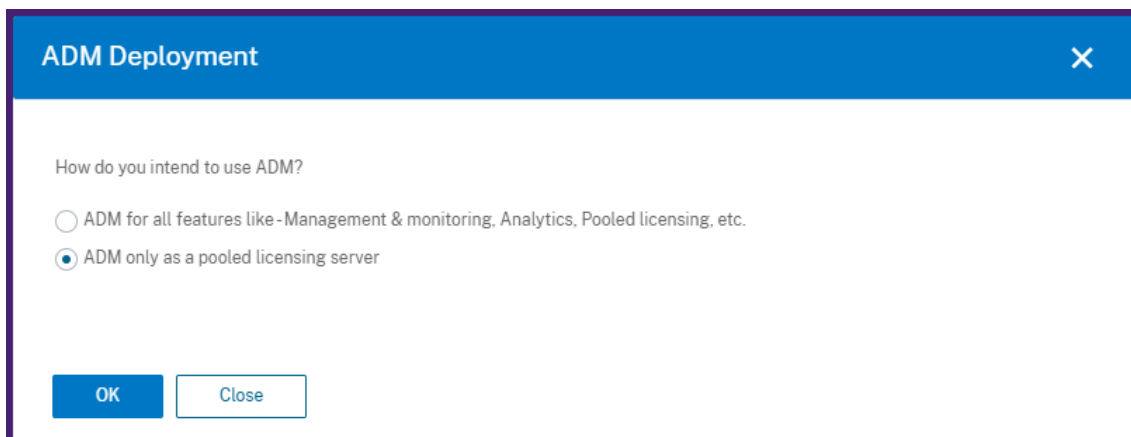 ADM Deployment
How do you intend to use ADM?
ADM for all features like - Management & monitoring, Analytics, Pooled licensing, etc.
ADM only as a pooled licensing server
OK
Close